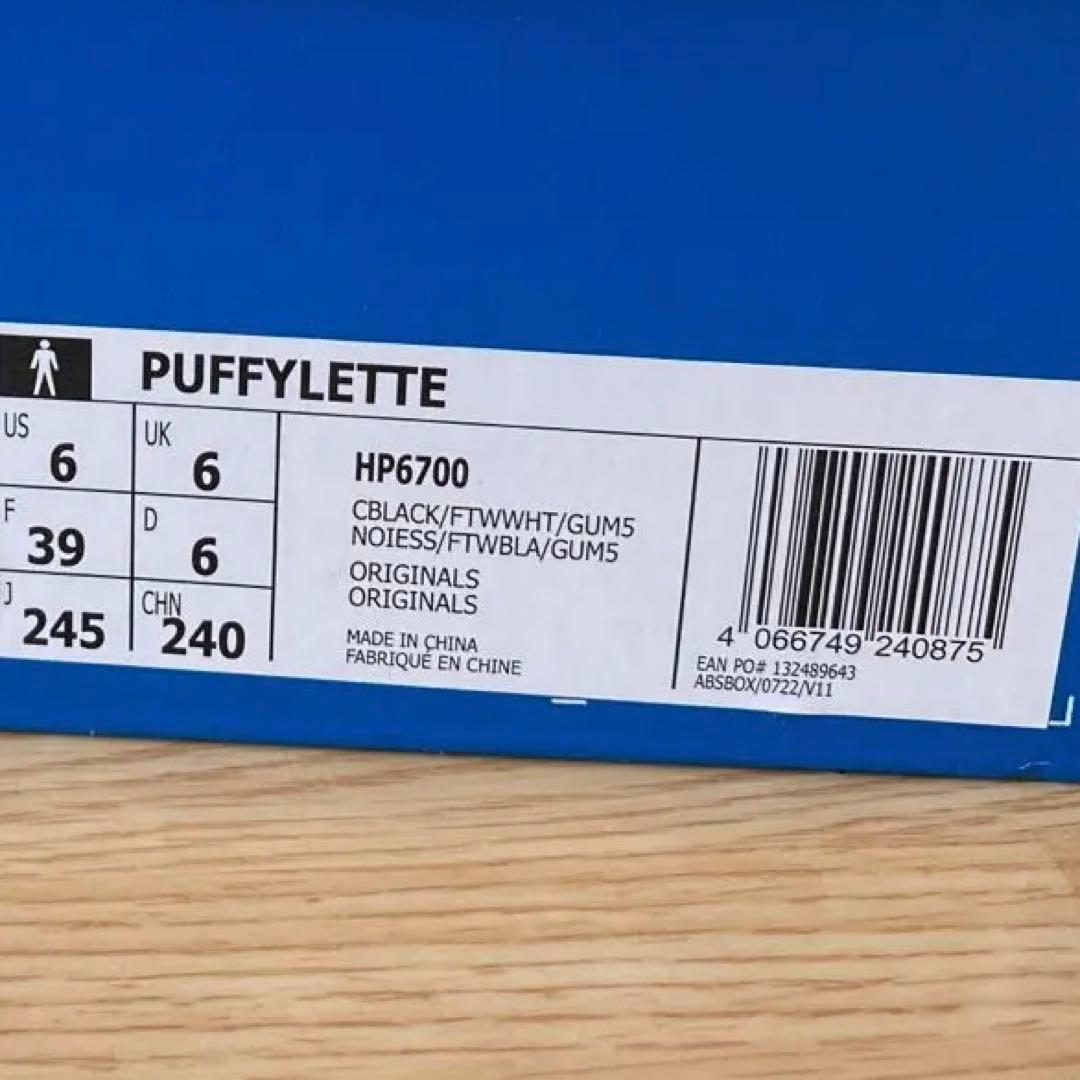 PUFFYLETTE
US 6 UK 6
F 39 D 6
J 245 CHN 240
HP6700
CBLACK/FTWWHT/GUM5
NOIESS/FTWBLA/GUM5
ORIGINALS
ORIGINALS
MADE IN CHINA
FABRIQUÉ EN CHINE
4 066749 240875
EAN PO# 132489643
ABSBOX/0722/V11